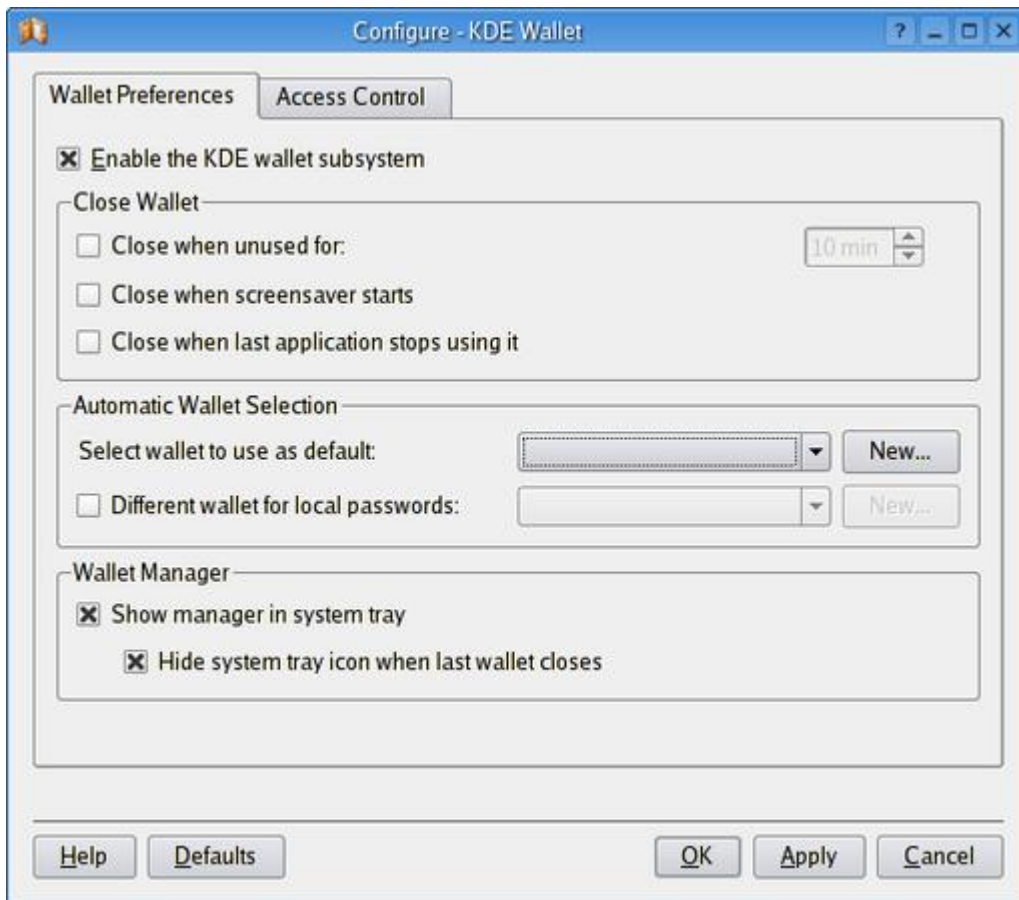 Configure - KDE Wallet
Wallet Preferences
Access Control
Enable the KDE wallet subsystem
Close Wallet
Close when unused for:
10 min
Close when screensaver starts
Close when last application stops using it
Automatic Wallet Selection
Select wallet to use as default:
New...
Different wallet for local passwords:
New...
Wallet Manager
Show manager in system tray
Hide system tray icon when last wallet closes
Help
Defaults
OK
Apply
Cancel